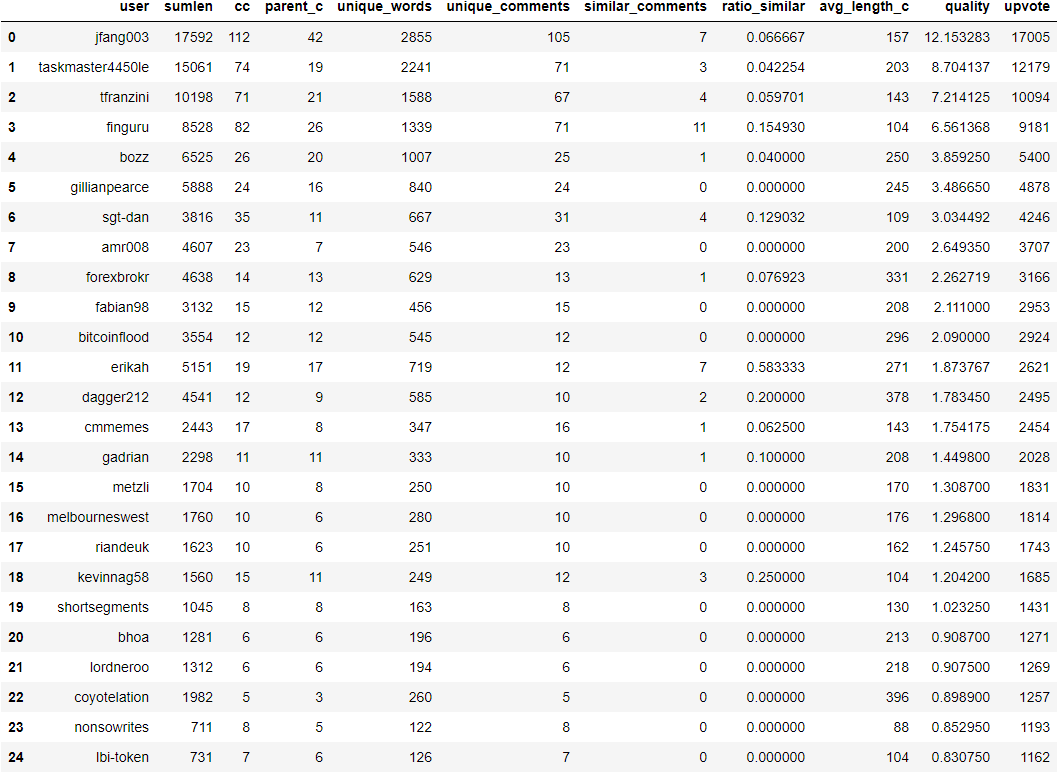 user sumlen cc parent_c unique_words unique_comments similar_comments ratio_similar avg_length_c quality upvote
0 jfang003 17592 112 42 2855 105 7 0.066667 157 12.153283 17005
1 taskmaster4450le 15061 74 19 2241 71 3 0.042254 203 8.704137 12179
2 tfranzini 10198 71 21 1588 67 4 0.059701 143 7.214125 10094
3 finguru 8528 82 26 1339 71 11 0.154930 104 6.561368 9181
4 bozz 6525 26 20 1007 25 1 0.040000 250 3.859250 5400
5 gillianpearce 5888 24 16 840 24 0 0.000000 245 3.486650 4878
6 sgt-dan 3816 35 11 667 31 4 0.129032 109 3.034492 4246
7 amr008 4607 23 7 546 23 0 0.000000 200 2.649350 3707
8 forexbrokr 4638 14 13 629 13 1 0.076923 331 2.262719 3166
9 fabian98 3132 15 12 456 15 0 0.000000 208 2.111000 2953
10 bitcoinflood 3554 12 12 545 12 0 0.000000 296 2.090000 2924
11 erikah 5151 19 17 719 12 7 0.583333 271 1.873767 2621
12 dagger212 4541 12 9 585 10 2 0.200000 378 1.783450 2495
13 cmmemes 2443 17 8 347 16 1 0.062500 143 1.754175 2454
14 gadrian 2298 11 11 333 10 1 0.100000 208 1.449800 2028
15 metzli 1704 10 8 250 10 0 0.000000 170 1.308700 1831
16 melbourneswest 1760 10 6 280 10 0 0.000000 176 1.296800 1814
17 riandeuk 1623 10 6 251 10 0 0.000000 162 1.245750 1743
18 kevinnag58 1560 15 11 249 12 3 0.250000 104 1.204200 1685
19 shortsegments 1045 8 8 163 8 0 0.000000 130 1.023250 1431
20 bhoa 1281 6 6 196 6 0 0.000000 213 0.908700 1271
21 lordneroo 1312 6 6 194 6 0 0.000000 218 0.907500 1269
22 coyotelation 1982 5 3 260 5 0 0.000000 396 0.898900 1257
23 nonsowrites 711 8 5 122 8 0 0.000000 88 0.852950 1193
24 lbi-token 731 7 6 126 7 0 0.000000 104 0.830750 1162